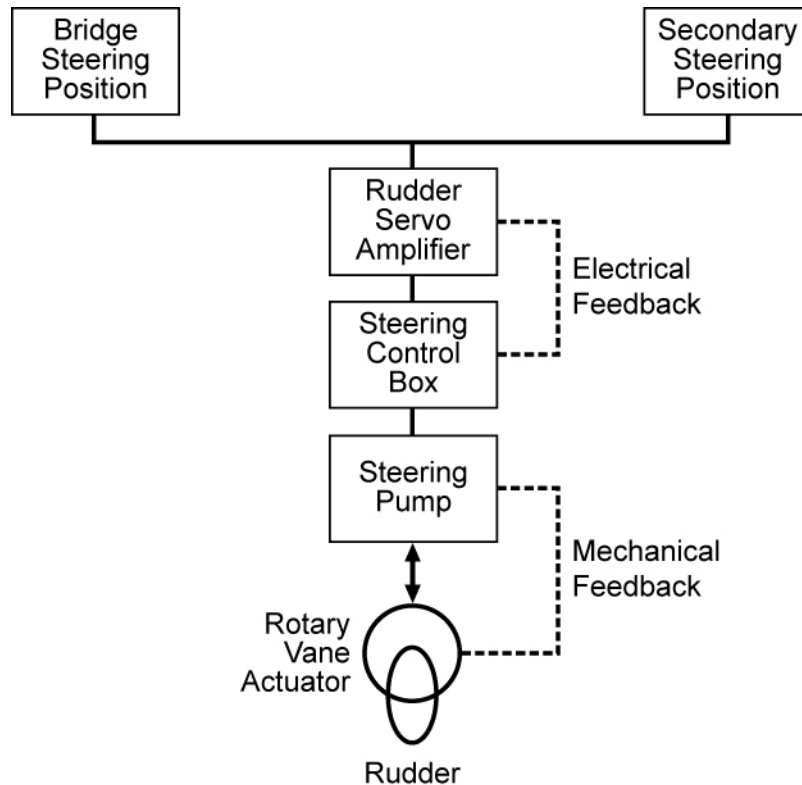 Bridge
Steering
Position
Secondary
Steering
Position
Rudder
Servo
Amplifier
Electrical
Feedback
Steering
Control
Box
Steering
Pump
Mechanical
Feedback
Rotary
Vane
Actuator
Rudder